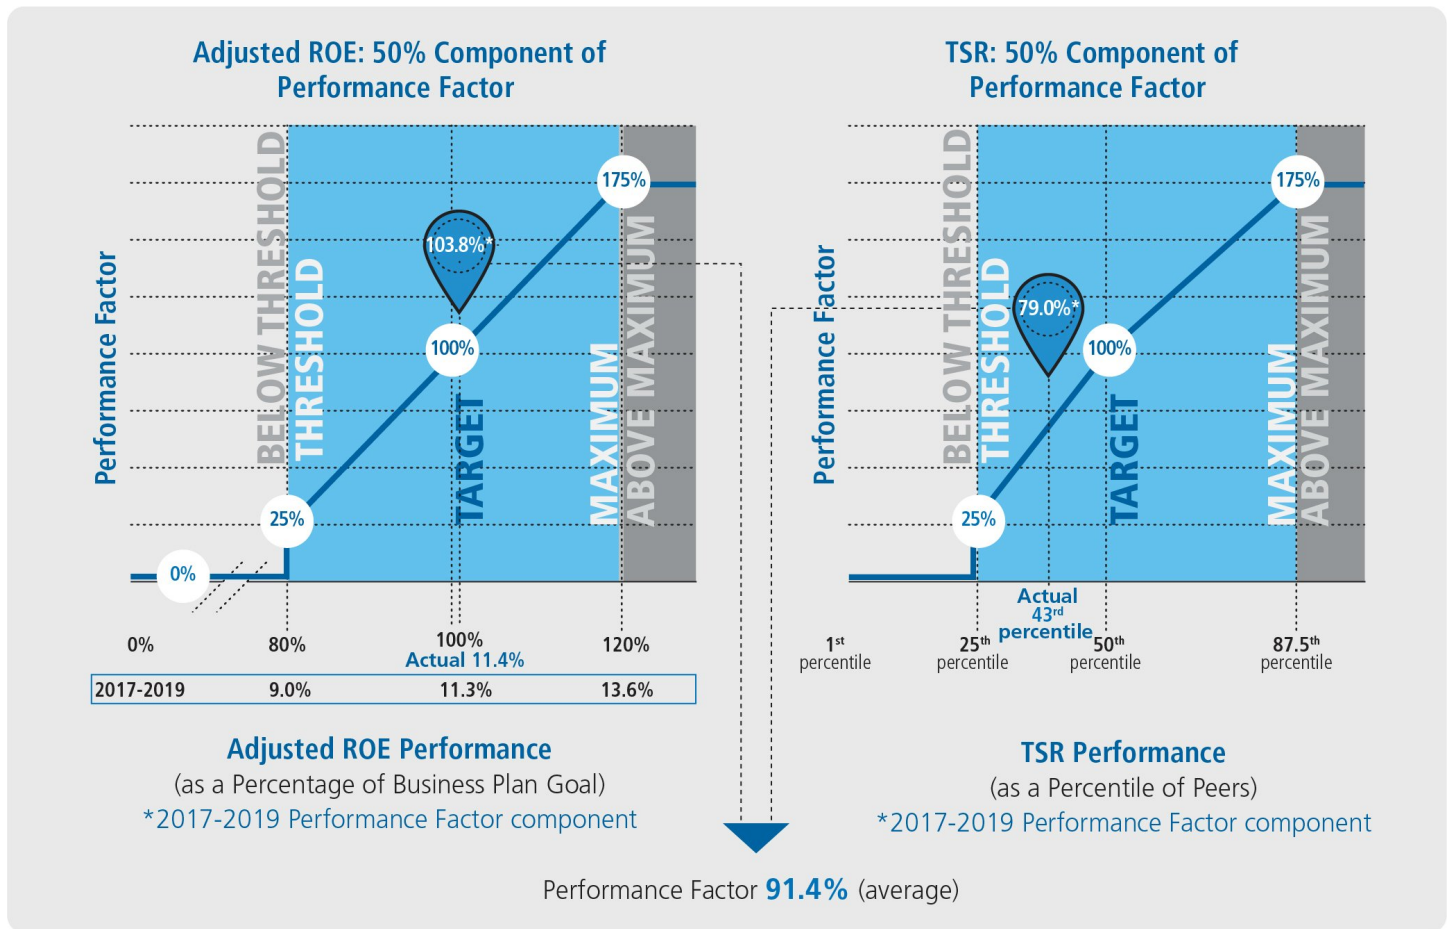 Adjusted ROE: 50% Component of
Performance Factor
Performance Factor
BELOW THRESHOLD
THRESHOLD
TARGET
MAXIMUM
ABOVE MAXIMUM
175%
103.8%*
100%
25%
0%
0%
80%
100%
120%
Actual 11.4%
2017-2019 9.0% 11.3% 13.6%
Adjusted ROE Performance
(as a Percentage of Business Plan Goal)
*2017-2019 Performance Factor component
TSR: 50% Component of
Performance Factor
Performance Factor
BELOW THRESHOLD
THRESHOLD
TARGET
MAXIMUM
ABOVE MAXIMUM
175%
79.0%*
100%
25%
Actual
43rd
percentile
1st
percentile
25th
percentile
50th
percentile
87.5th
percentile
TSR Performance
(as a Percentile of Peers)
*2017-2019 Performance Factor component
Performance Factor 91.4% (average)